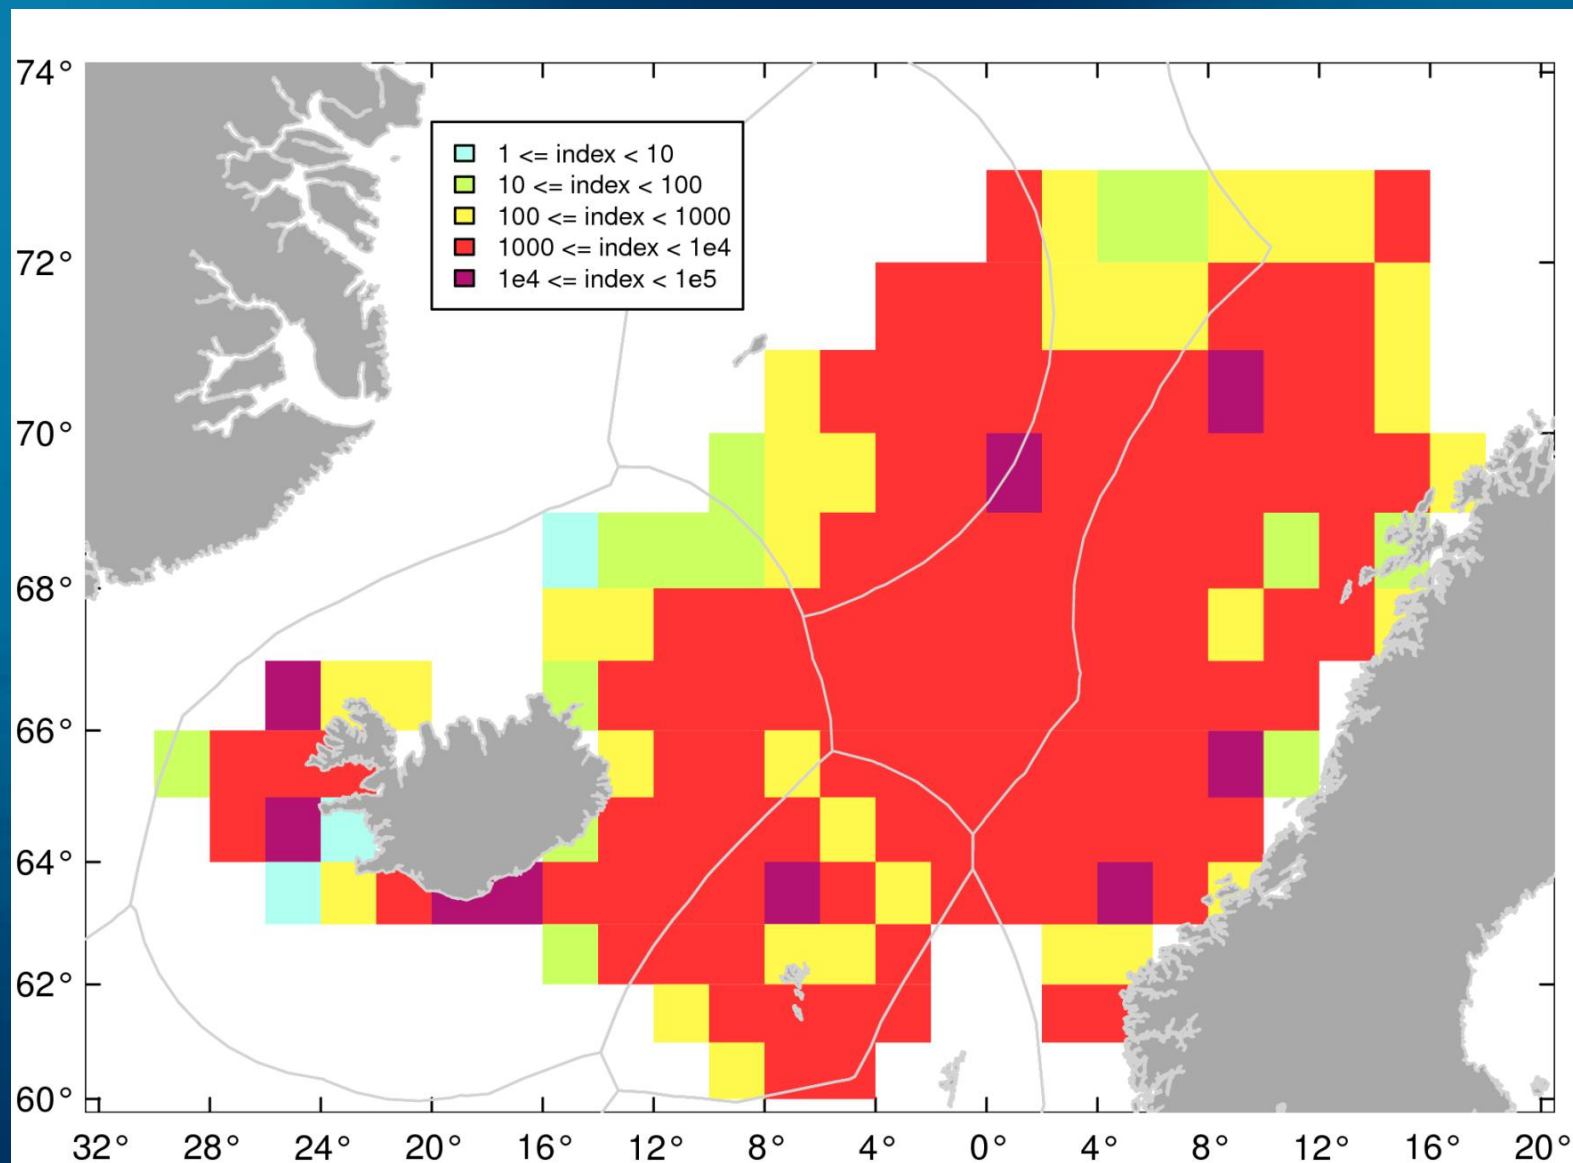 74°
72°
70°
68°
66°
64°
62°
60°
1 <= index < 10
10 <= index < 100
100 <= index < 1000
1000 <= index < 1e4
1e4 <= index < 1e5
32° 28° 24° 20° 16° 12° 8° 4° 0° 4° 8° 12° 16° 20°